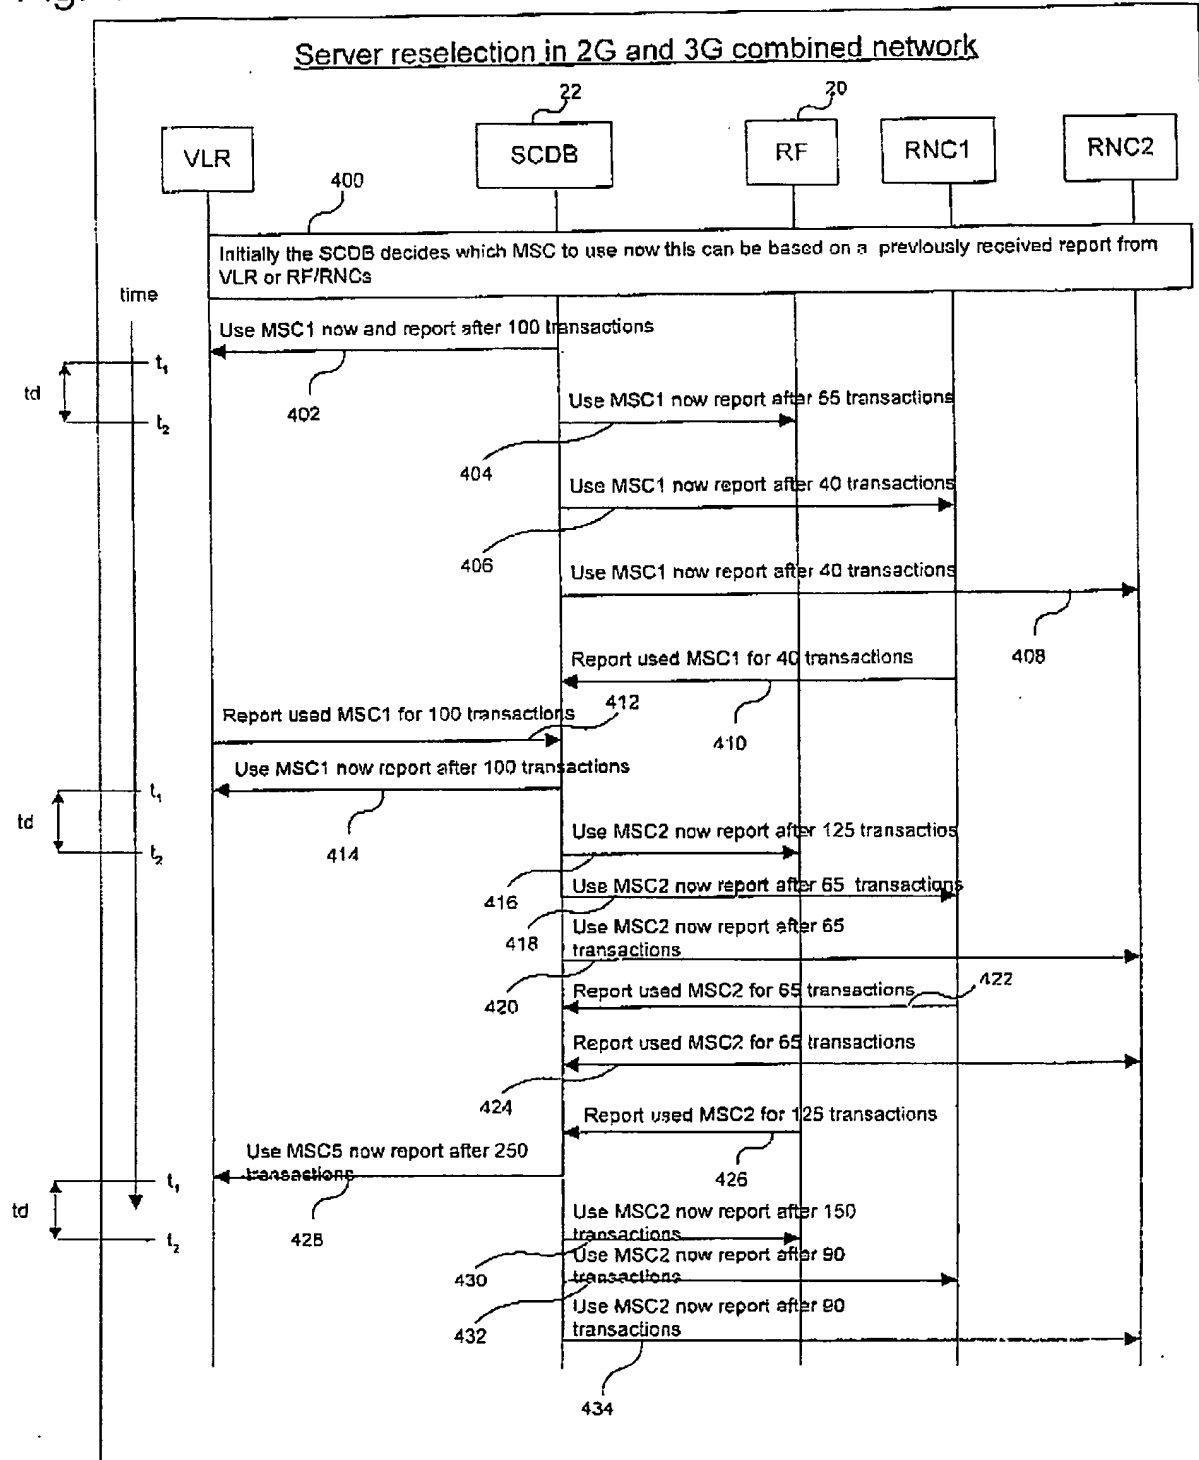 Server reselection in 2G and 3G combined network
22
20
VLR
SCDB
RF
RNC1
RNC2
400
Initially the SCDB decides which MSC to use now this can be based on a previously received report from
VLR or RF/RNCs
time
Use MSC1 now and report after 100 transactions
t1
td
402
Use MSC1 now report after 55 transactions
t2
404
Use MSC1 now report after 40 transactions
406
Use MSC1 now report after 40 transactions
408
Report used MSC1 for 40 transactions
412
Report used MSC1 for 100 transactions
410
Use MSC1 now report after 100 transactions
t1
td
Use MSC2 now report after 125 transactios
t2
414
Use MSC2 now report after 65 transactions
416
418
Use MSC2 now report after 65
transactions
422
Report used MSC2 for 65 transactions
420
Report used MSC2 for 65 transactions
424
Report used MSC2 for 125 transactions
Use MSC5 now report after 250
transactions
426
t1
td
Use MSC2 now report after 150
transactions
428
t2
Use MSC2 now report after 90
transactions
430
Use MSC2 now report after 90
transactions
432
434